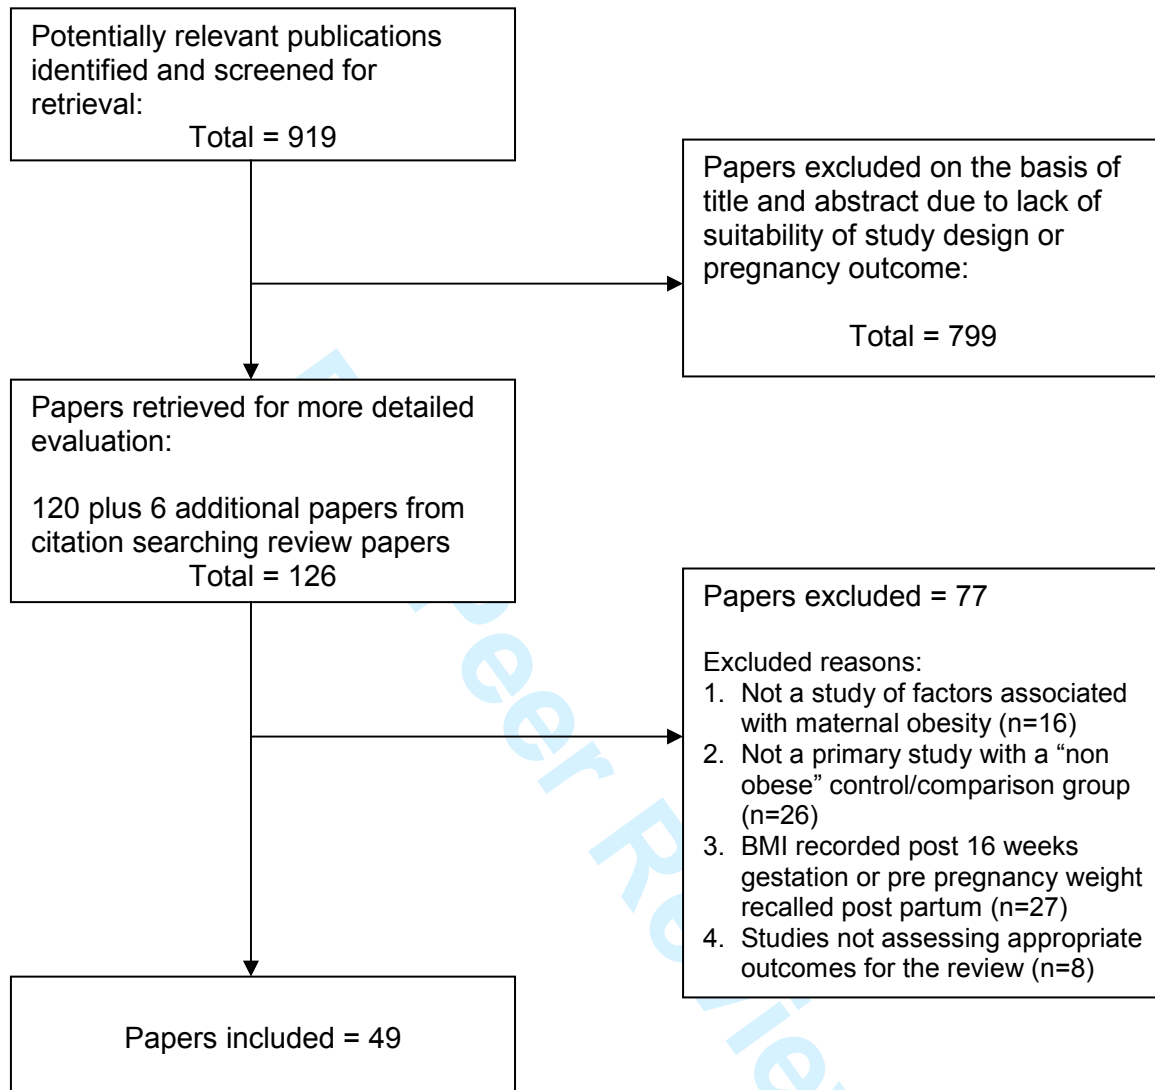 Potentially relevant publications
identified and screened for
retrieval:
Total = 919
Papers excluded on the basis of
title and abstract due to lack of
suitability of study design or
pregnancy outcome:
Total = 799
Papers retrieved for more detailed
evaluation:
120 plus 6 additional papers from
citation searching review papers
Total = 126
Papers excluded = 77
Excluded reasons:
1. Not a study of factors associated
with maternal obesity (n=16)
2. Not a primary study with a “non
obese” control/comparison group
(n=26)
3. BMI recorded post 16 weeks
gestation or pre pregnancy weight
recalled post partum (n=27)
4. Studies not assessing appropriate
outcomes for the review (n=8)
Papers included = 49
Peer